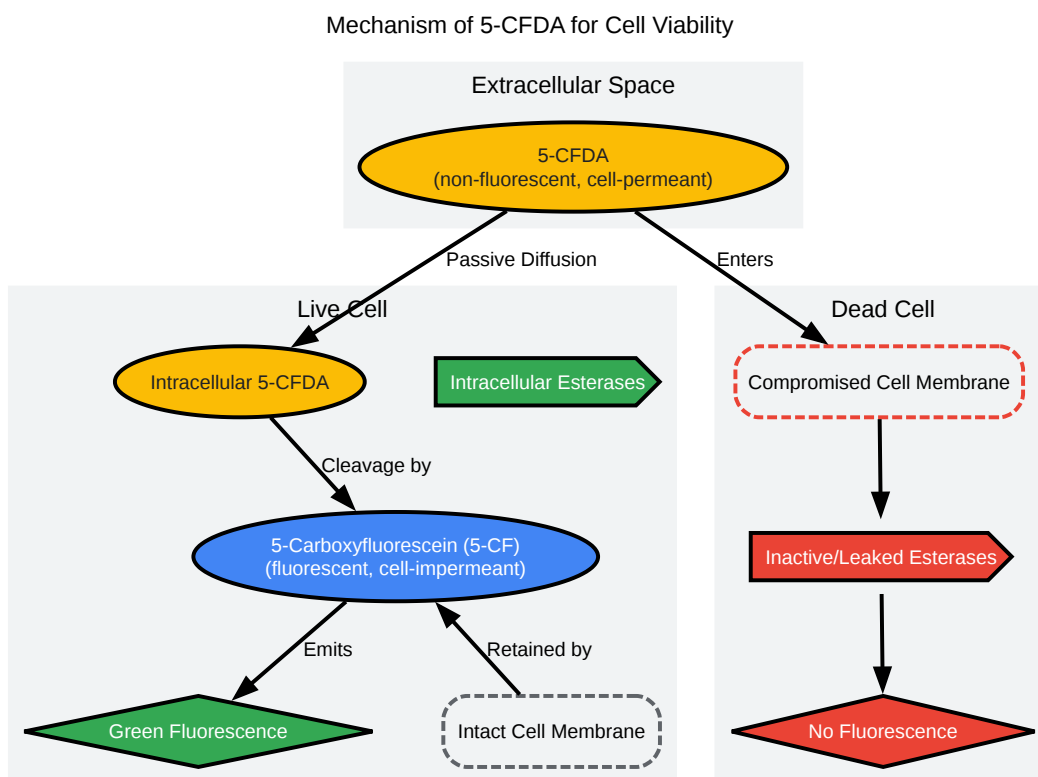 Mechanism of 5-CFDA for Cell Viability
Extracellular Space
5-CFDA
(non-fluorescent, cell-permeant)
Passive Diffusion
Enters
Live Cell
Dead Cell
Intracellular 5-CFDA
Intracellular Esterases
Compromised Cell Membrane
Cleavage by
5-Carboxyfluorescein (5-CF)
(fluorescent, cell-impermeant)
Inactive/Leaked Esterases
Emits
Retained by
Green Fluorescence
Intact Cell Membrane
No Fluorescence